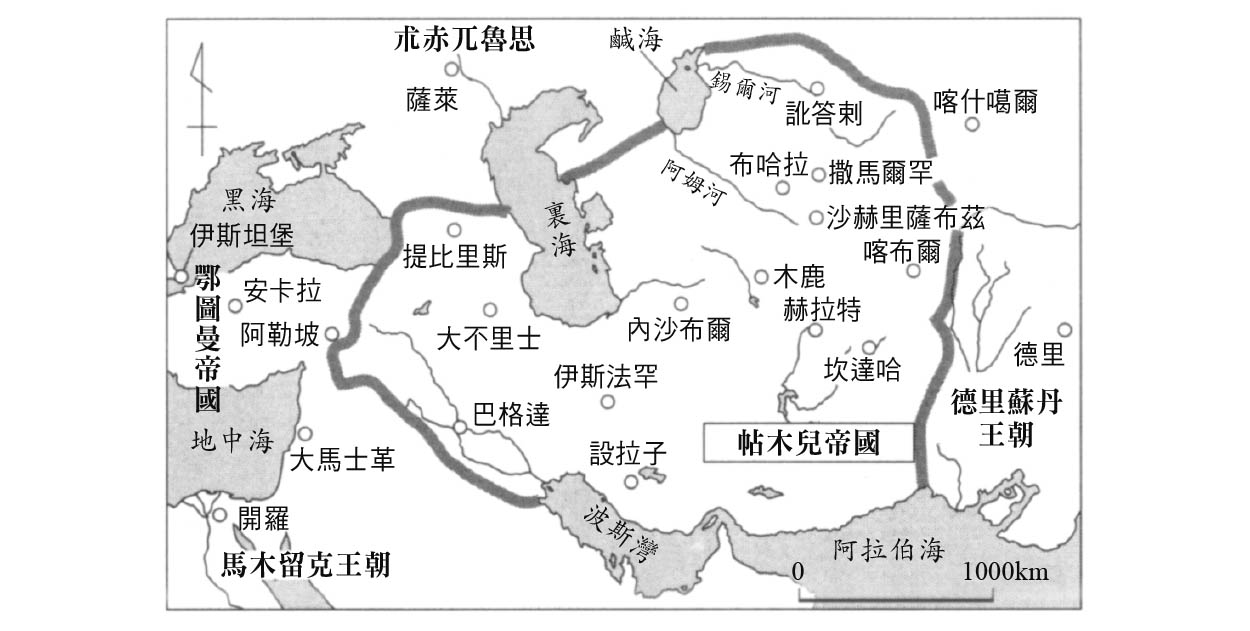 朮赤兀魯思
鹹海
薩萊
錫爾河
訛答剌
喀什噶爾
布哈拉
撒馬爾罕
阿姆河
黑海
裏海
沙赫里薩布茲
伊斯坦堡
提比里斯
喀布爾
鄂圖曼帝國
安卡拉
木鹿
阿勒坡
大不里士
內沙布爾
赫拉特
德里
伊斯法罕
坎達哈
德里蘇丹
王朝
地中海
巴格達
帖木兒帝國
大馬士革
設拉子
開羅
波斯灣
阿拉伯海
馬木留克王朝
0
1000km